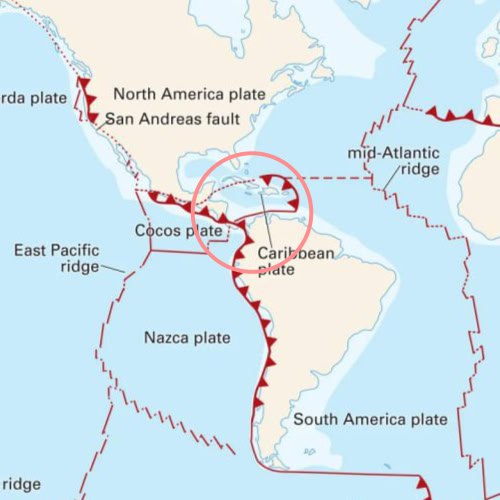 rda plate
North America plate
San Andreas fault
mid-Atlantic
ridge
Cocos plate
East Pacific
ridge
Caribbean
plate
Nazca plate
South America plate
ridge